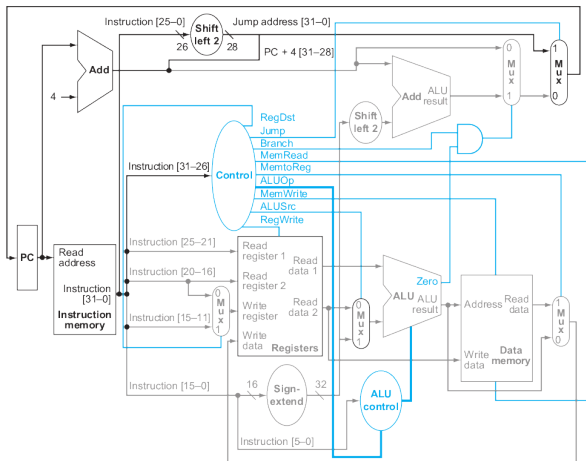 Instruction [25–0]
Shift
left 2
Jump address [31–0]
26
28
PC + 4 [31–28]
Add
4
0
M
u
x
1
1
M
u
x
0
Add
ALU
result
Shift
left 2
RegDst
Jump
Branch
MemRead
MemtoReg
ALUOp
MemWrite
ALUSrc
RegWrite
Control
Instruction [31–26]
PC
Read
address
Instruction
[31–0]
Instruction
memory
Instruction [25–21]
Instruction [20–16]
Instruction [15–11]
0
M
u
x
1
Read
register 1
Read
register 2
Write
register
Write
data
Read
data 1
Read
data 2
Registers
0
M
u
x
1
Zero
ALU
ALU
result
Address
Read
data
Write
data
Data
memory
1
M
u
x
0
Instruction [15–0]
16
Sign-
extend
32
ALU
control
Instruction [5–0]